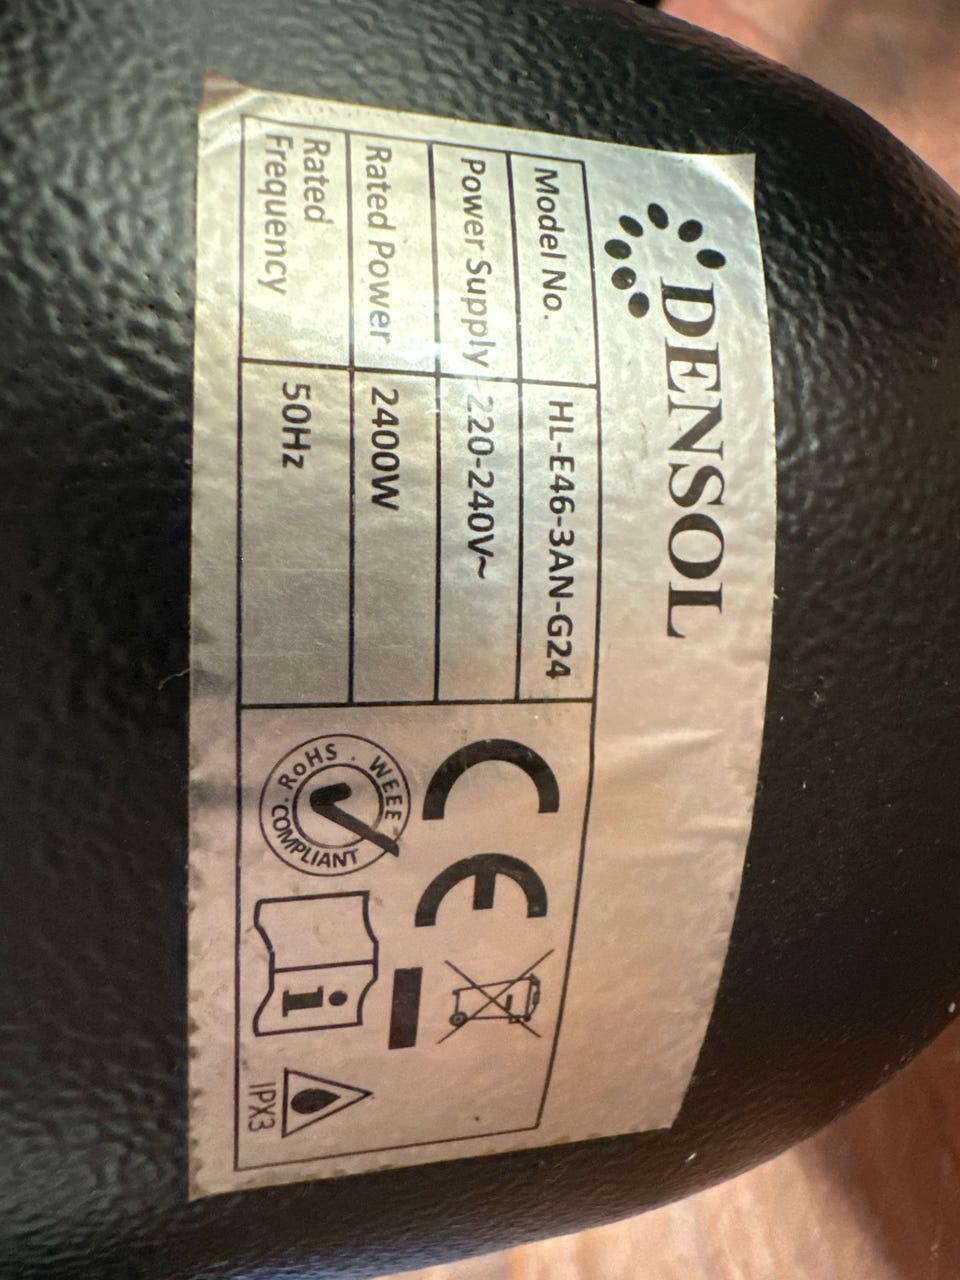 DENSOL
Model No. HL-E46-3AN-G24
Power Supply 220-240V~
Rated Power 2400W
Rated
Frequency 50Hz
CE
RoHS . WEEE .
COMPLIANT
i
IPX3